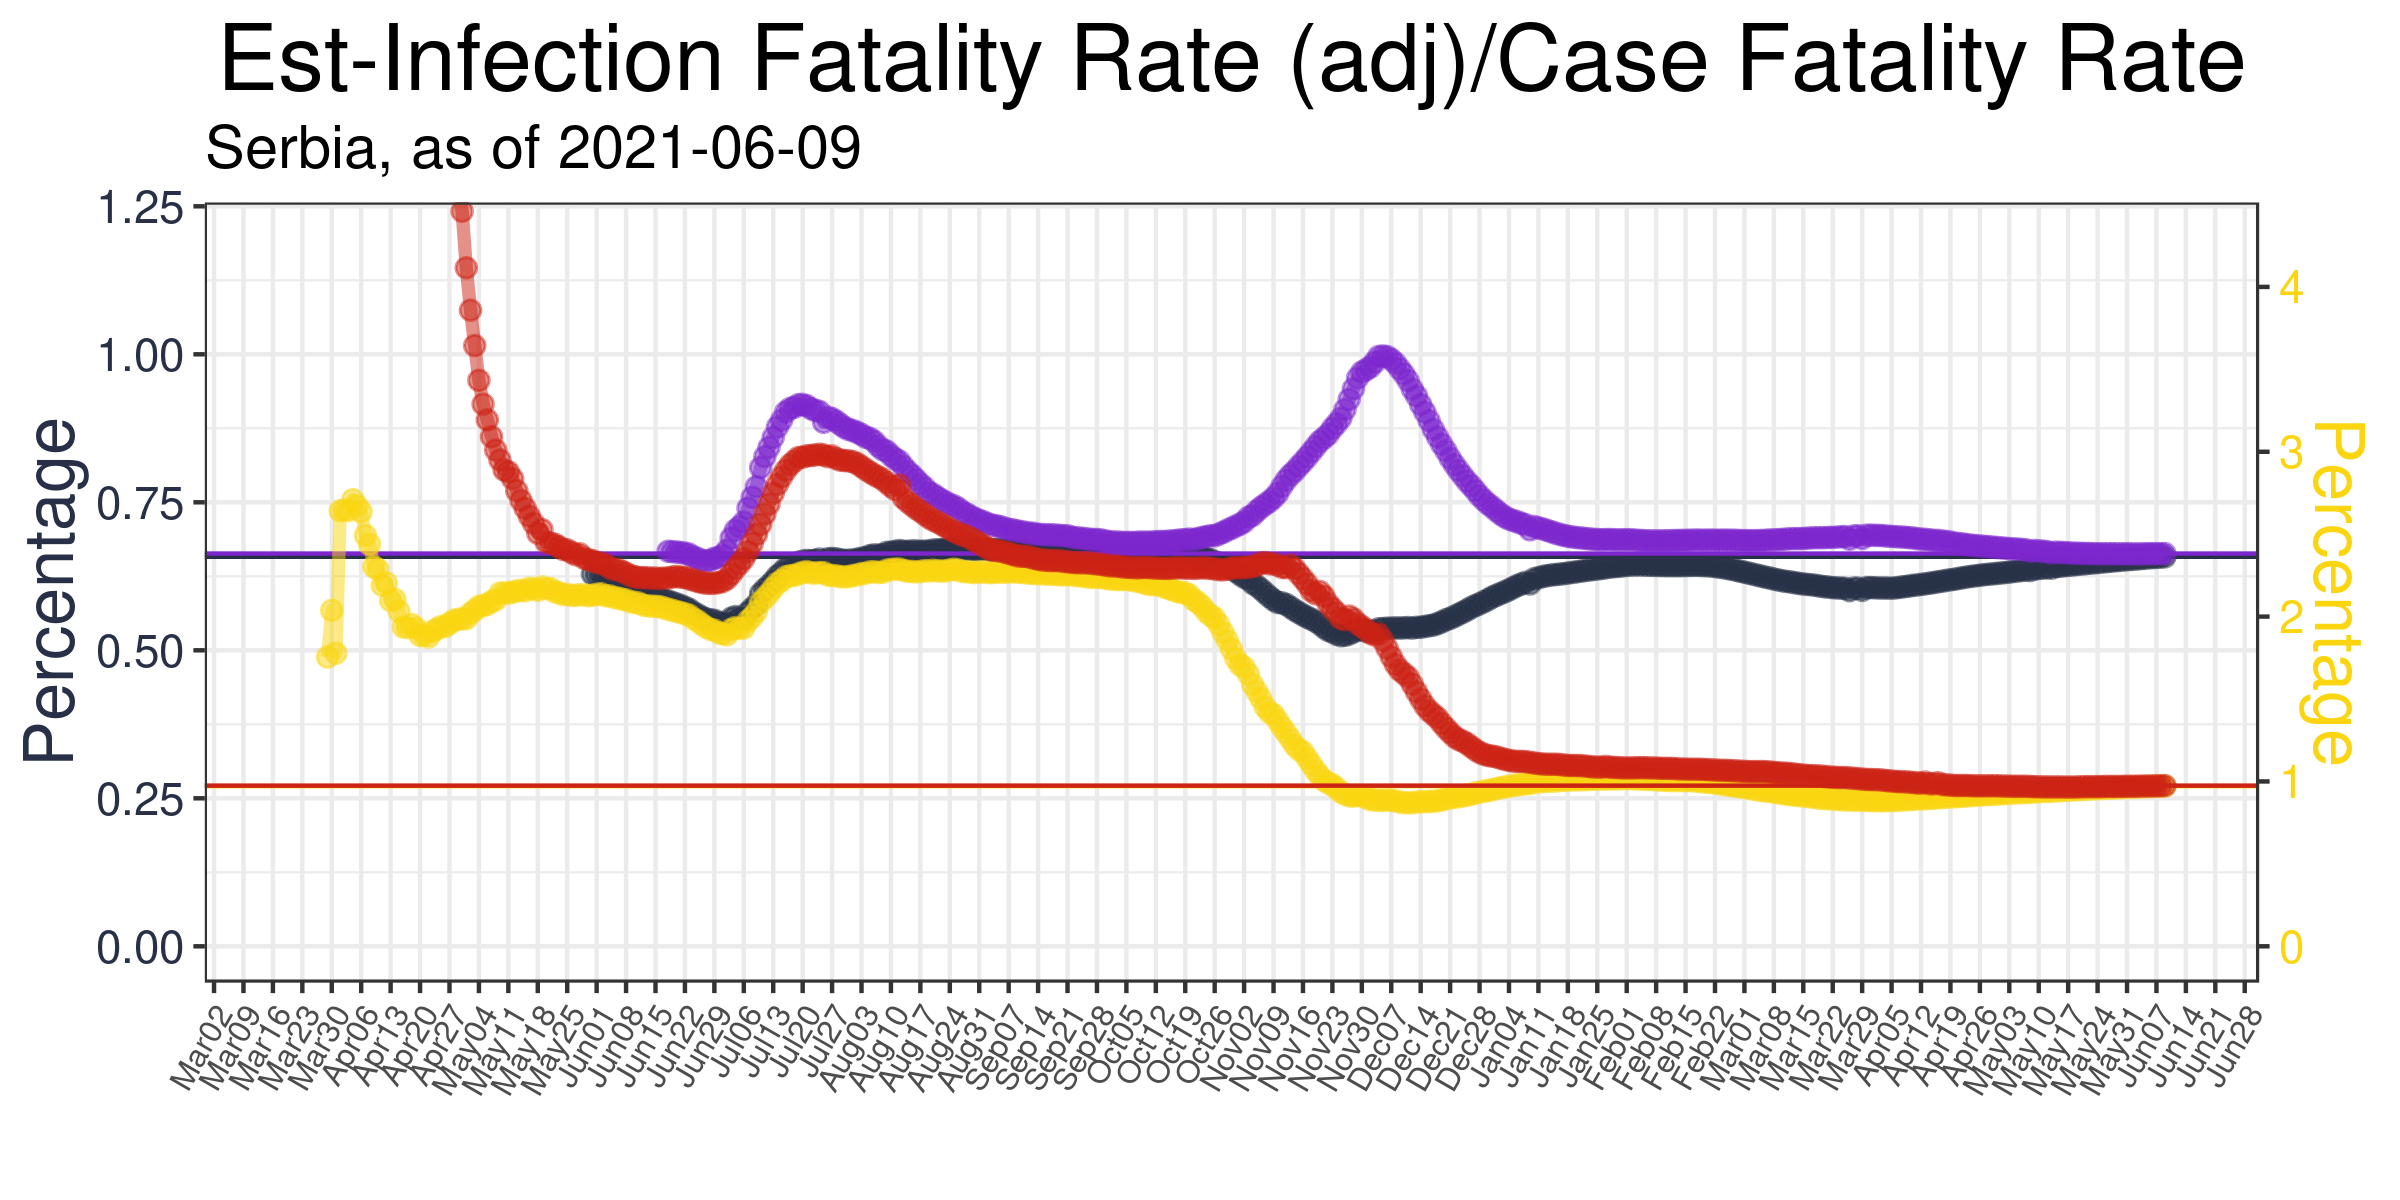 Est-Infection Fatality Rate (adj)/Case Fatality Rate
Serbia, as of 2021-06-09
Percentage
1.25
1.00
0.75
0.50
0.25
0.00
4
3
2
1
0
Percentage
Mar02
Mar09
Mar16
Mar23
Mar30
Apr06
Apr13
Apr20
Apr27
May04
May11
May18
May25
Jun01
Jun08
Jun15
Jun22
Jun29
Jul06
Jul13
Jul20
Jul27
Aug03
Aug10
Aug17
Aug24
Aug31
Sep07
Sep14
Sep21
Sep28
Oct05
Oct12
Oct19
Oct26
Nov02
Nov09
Nov16
Nov23
Nov30
Dec07
Dec14
Dec21
Dec28
Jan04
Jan11
Jan18
Jan25
Feb01
Feb08
Feb15
Feb22
Mar01
Mar08
Mar15
Mar22
Mar29
Apr05
Apr12
Apr19
Apr26
May03
May10
May17
May24
May31
Jun07
Jun14
Jun21
Jun28